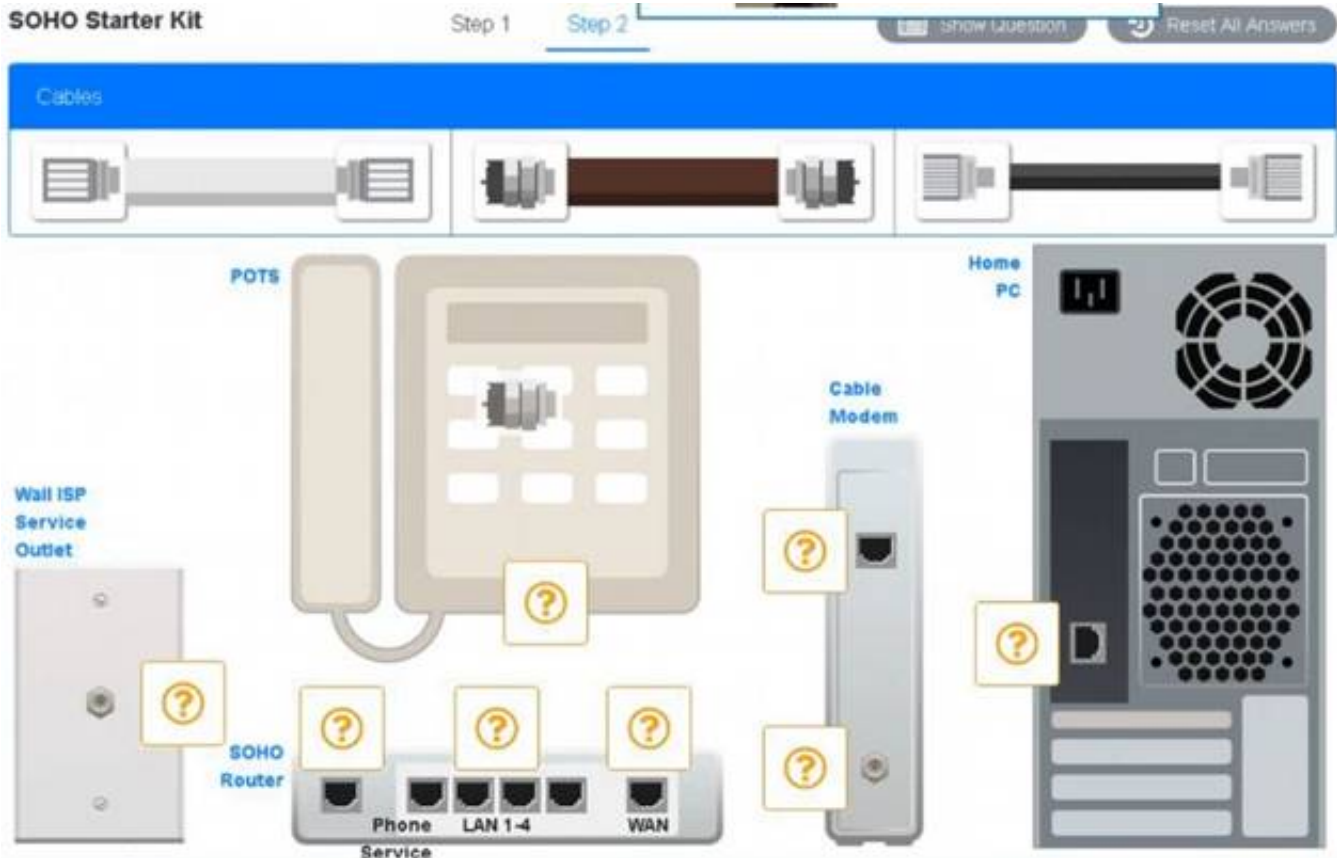 SOHO Starter Kit
Step 1
Step 2
Show Question
Reset All Answers
Cables
POTS
Home
PC
Cable
Modem
Wall ISP
Service
Outlet
?
?
?
?
?
?
?
?
SOHO
Router
Phone
Service
LAN 1-4
WAN